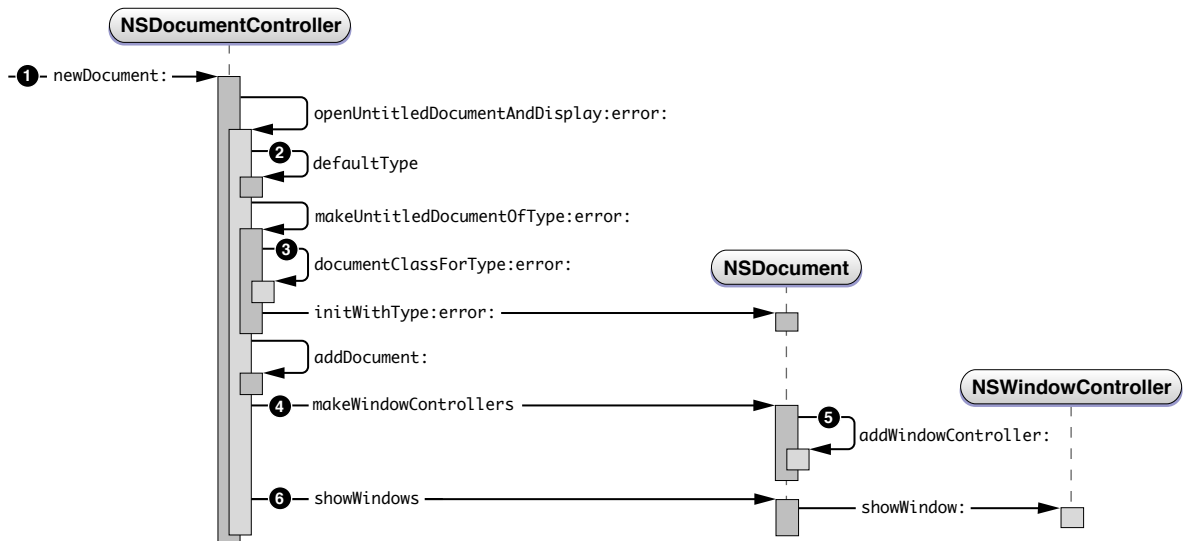 NSDocumentController
1 newDocument:
openUntitledDocumentAndDisplay:error:
2
defaultType
makeUntitledDocumentOfType:error:
3
documentClassForType:error:
NSDocument
initWithType:error:
addDocument:
NSWindowController
4 makeWindowControllers
5
addWindowController:
6 showWindows
showWindow: